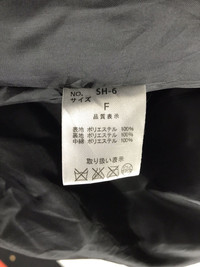 NO. SH-6
サイズ F
品質表示
表地 ポリエステル 100%
裏地 ポリエステル 100%
中綿 ポリエステル 100%
取り扱い表示